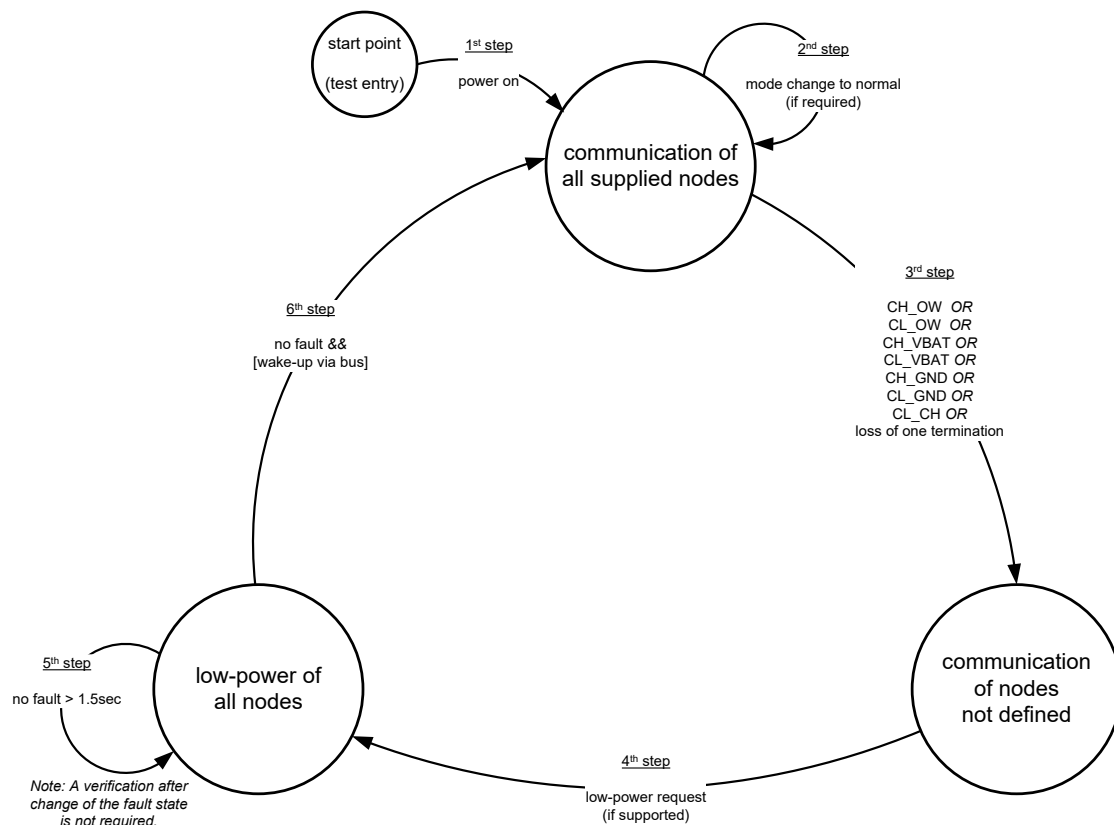 start point
(test entry)
1st step
power on
2nd step
mode change to normal
(if required)
communication of
all supplied nodes
3rd step
CH_OW OR
CL_OW OR
CH_VBAT OR
CL_VBAT OR
CH_GND OR
CL_GND OR
CL_CH OR
loss of one termination
6th step
no fault &&
[wake-up via bus]
5th step
no fault > 1.5sec
low-power of
all nodes
communication
of nodes
not defined
4th step
low-power request
(if supported)
Note: A verification after
change of the fault state
is not required.